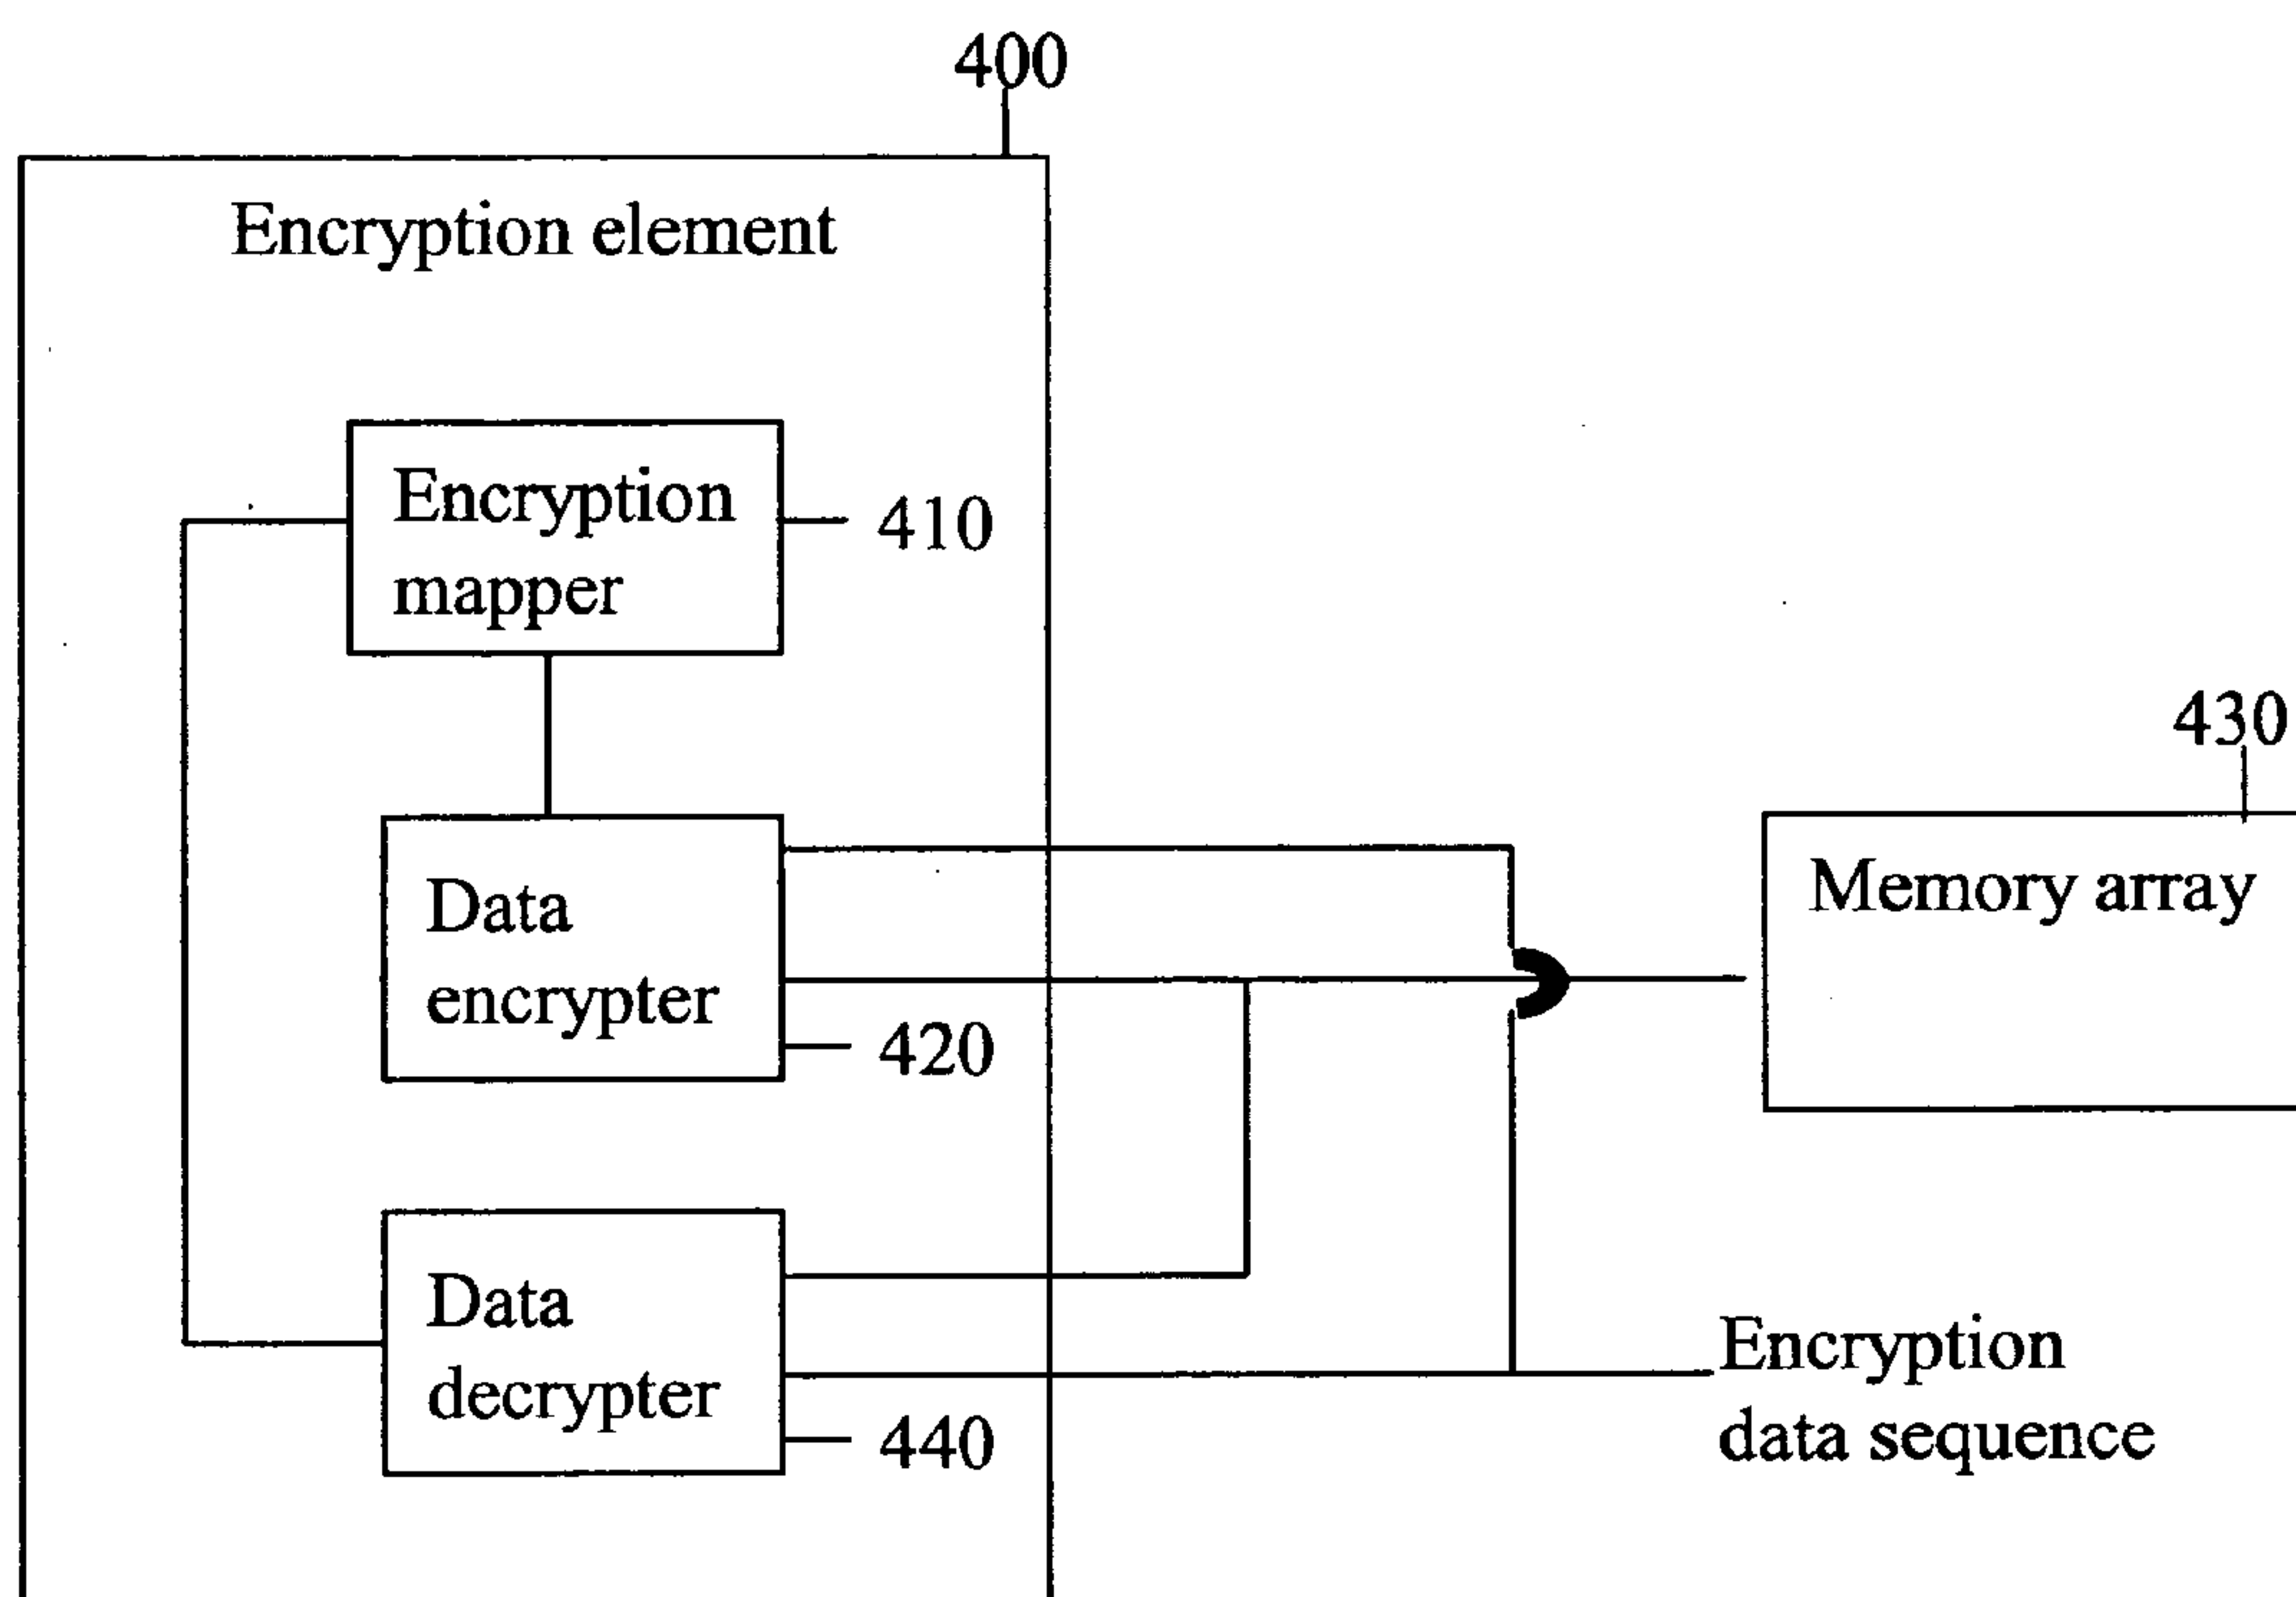 400
Encryption element
Encryption
mapper
410
430
Memory array
Data
encrypter
420
Data
decrypter
440
Encryption
data sequence